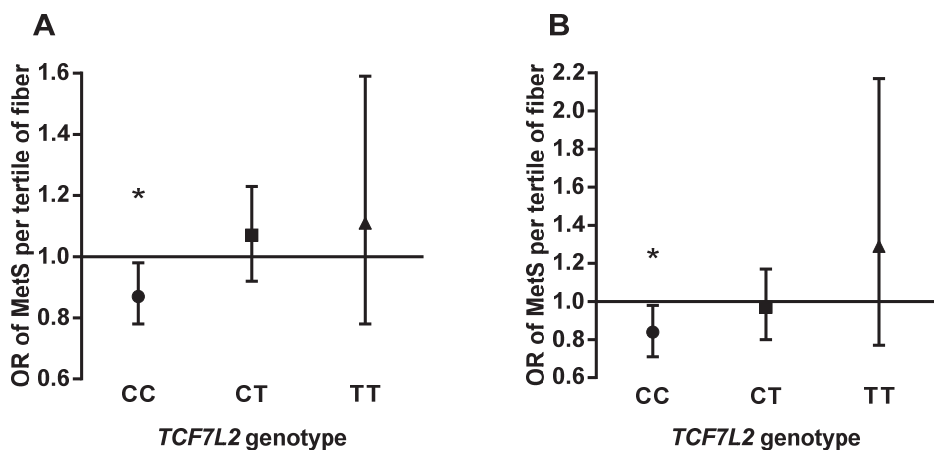 A
OR of MetS per tertile of fiber
1.6
1.4
1.2
1.0
0.8
0.6
*
CC CT TT
TCF7L2 genotype
B
OR of MetS per tertile of fiber
2.2
2.0
1.8
1.6
1.4
1.2
1.0
0.8
0.6
*
CC CT TT
TCF7L2 genotype